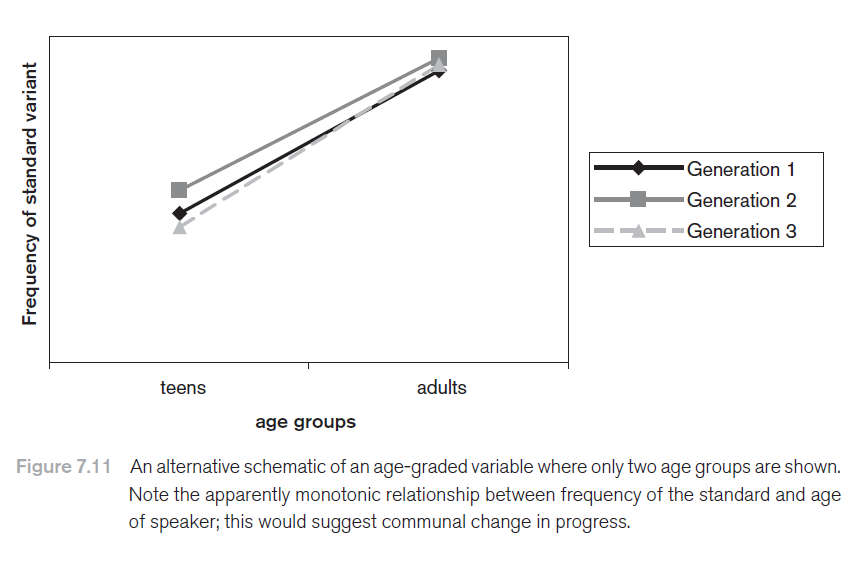 Frequency of standard variant
Generation 1
Generation 2
Generation 3
teens adults
age groups
Figure 7.11 An alternative schematic of an age-graded variable where only two age groups are shown.
Note the apparently monotonic relationship between frequency of the standard and age
of speaker; this would suggest communal change in progress.